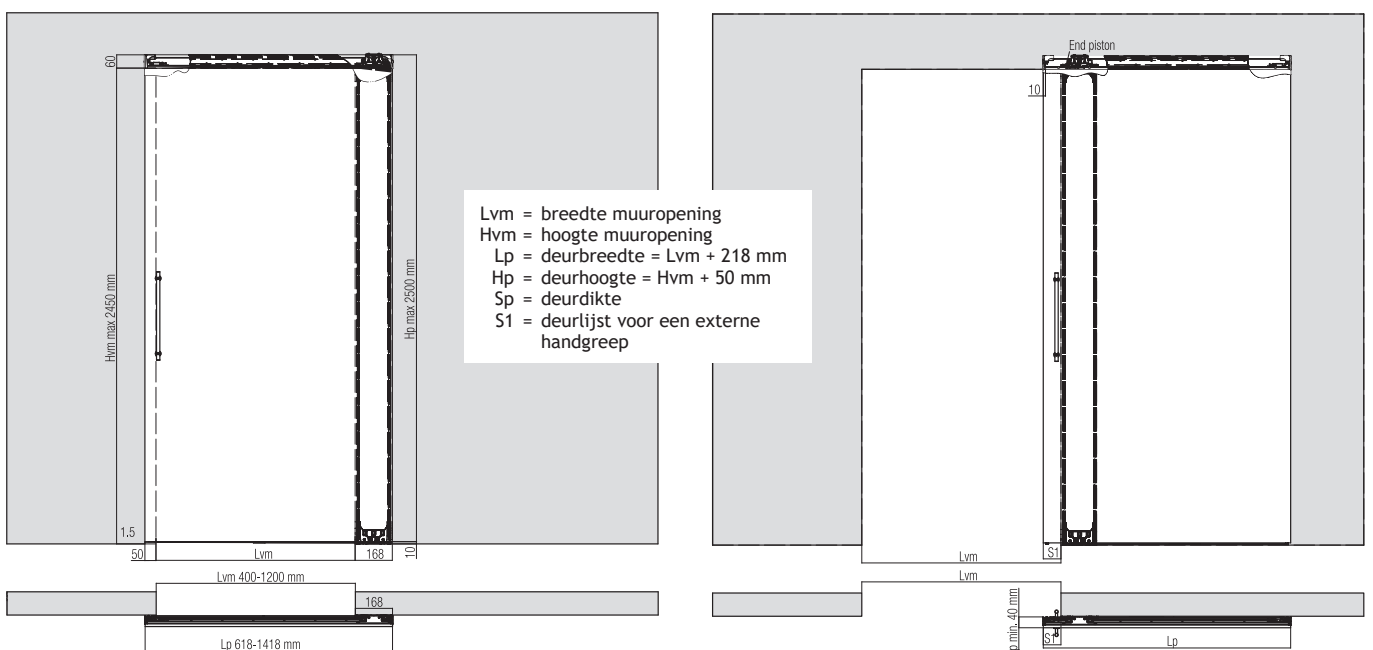 60
Hvm max 2450 mm
Hp max 2500 mm
1.5
50
Lvm
168
10
Lvm 400-1200 mm
168
Lp 618-1418 mm
Lvm = breedte muuropening
Hvm = hoogte muuropening
Lp = deurbreedte = Lvm + 218 mm
Hp = deurhoogte = Hvm + 50 mm
Sp = deurdikte
S1 = deurlijst voor een externe
handgreep
End piston
10
Lvm
S1
Lvm
p min. 40 mm
S1
Lp